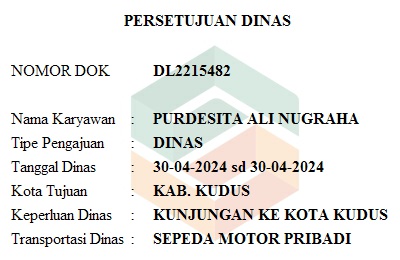 PERSETUJUAN DINAS
NOMOR DOK DL2215482
Nama Karyawan : PURDESITA ALI NUGRAHA
Tipe Pengajuan : DINAS
Tanggal Dinas : 30-04-2024 sd 30-04-2024
Kota Tujuan : KAB. KUDUS
Keperluan Dinas : KUNJUNGAN KE KOTA KUDUS
Transportasi Dinas : SEPEDA MOTOR PRIBADI